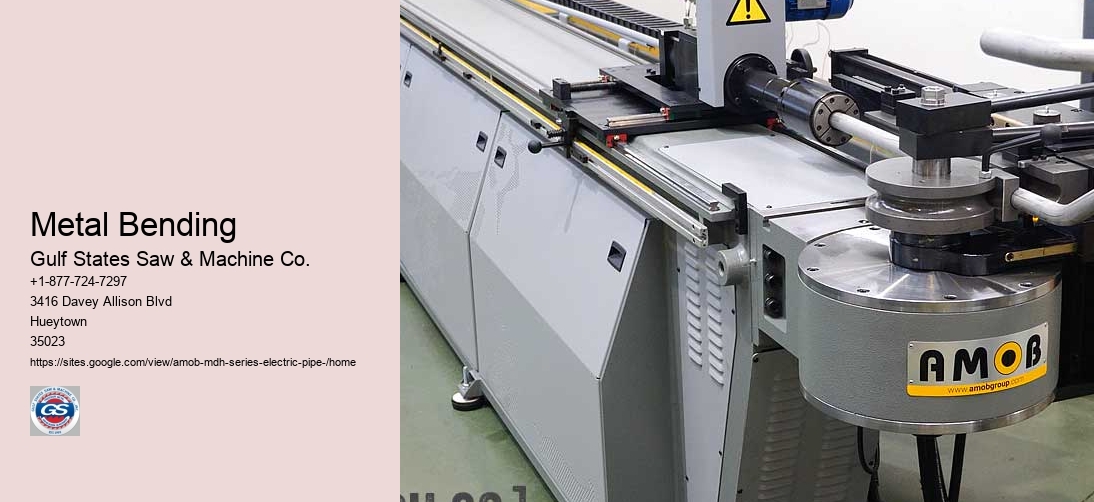 Metal Bending
Gulf States Saw & Machine Co.
+1-877-724-7297
3416 Davey Allison Blvd
Hueytown
35023
https://sites.google.com/view/amob-mdh-series-electric-pipe-/home
GS
AMOB
www.amobgroup.com